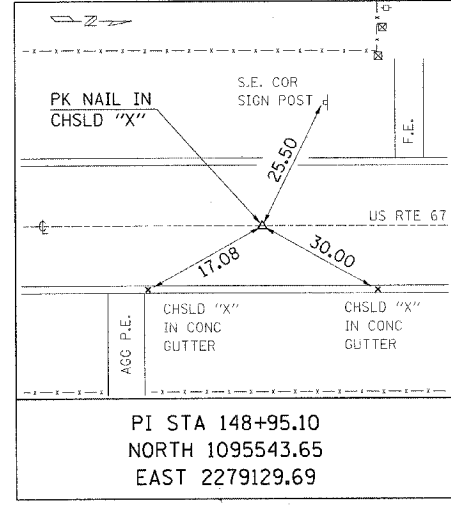 Z
S.E. COR
SIGN POST
PK NAIL IN
CHSLD "X"
F.E.
25.50
℄
US RTE 67
17.08
30.00
AGG P.E.
CHSLD "X"
IN CONC
GUTTER
CHSLD "X"
IN CONC
GUTTER
PI STA 148+95.10
NORTH 1095543.65
EAST 2279129.69